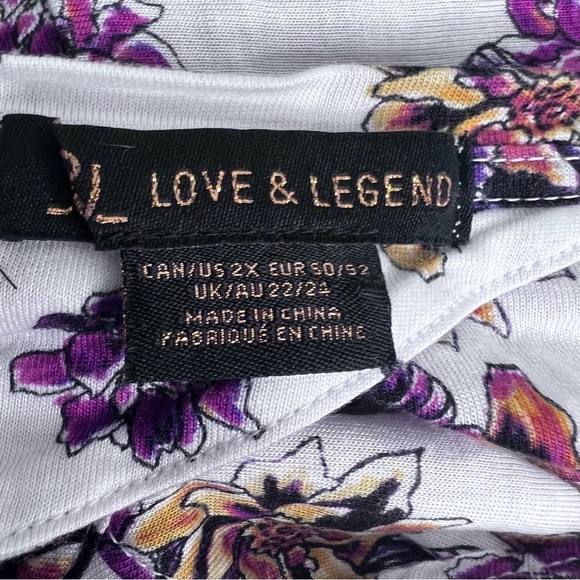 LOVE & LEGEND
CAN/US 2X EUR 50/52
UK/AU 22/24
MADE IN CHINA
FABRIQUÉ EN CHINE